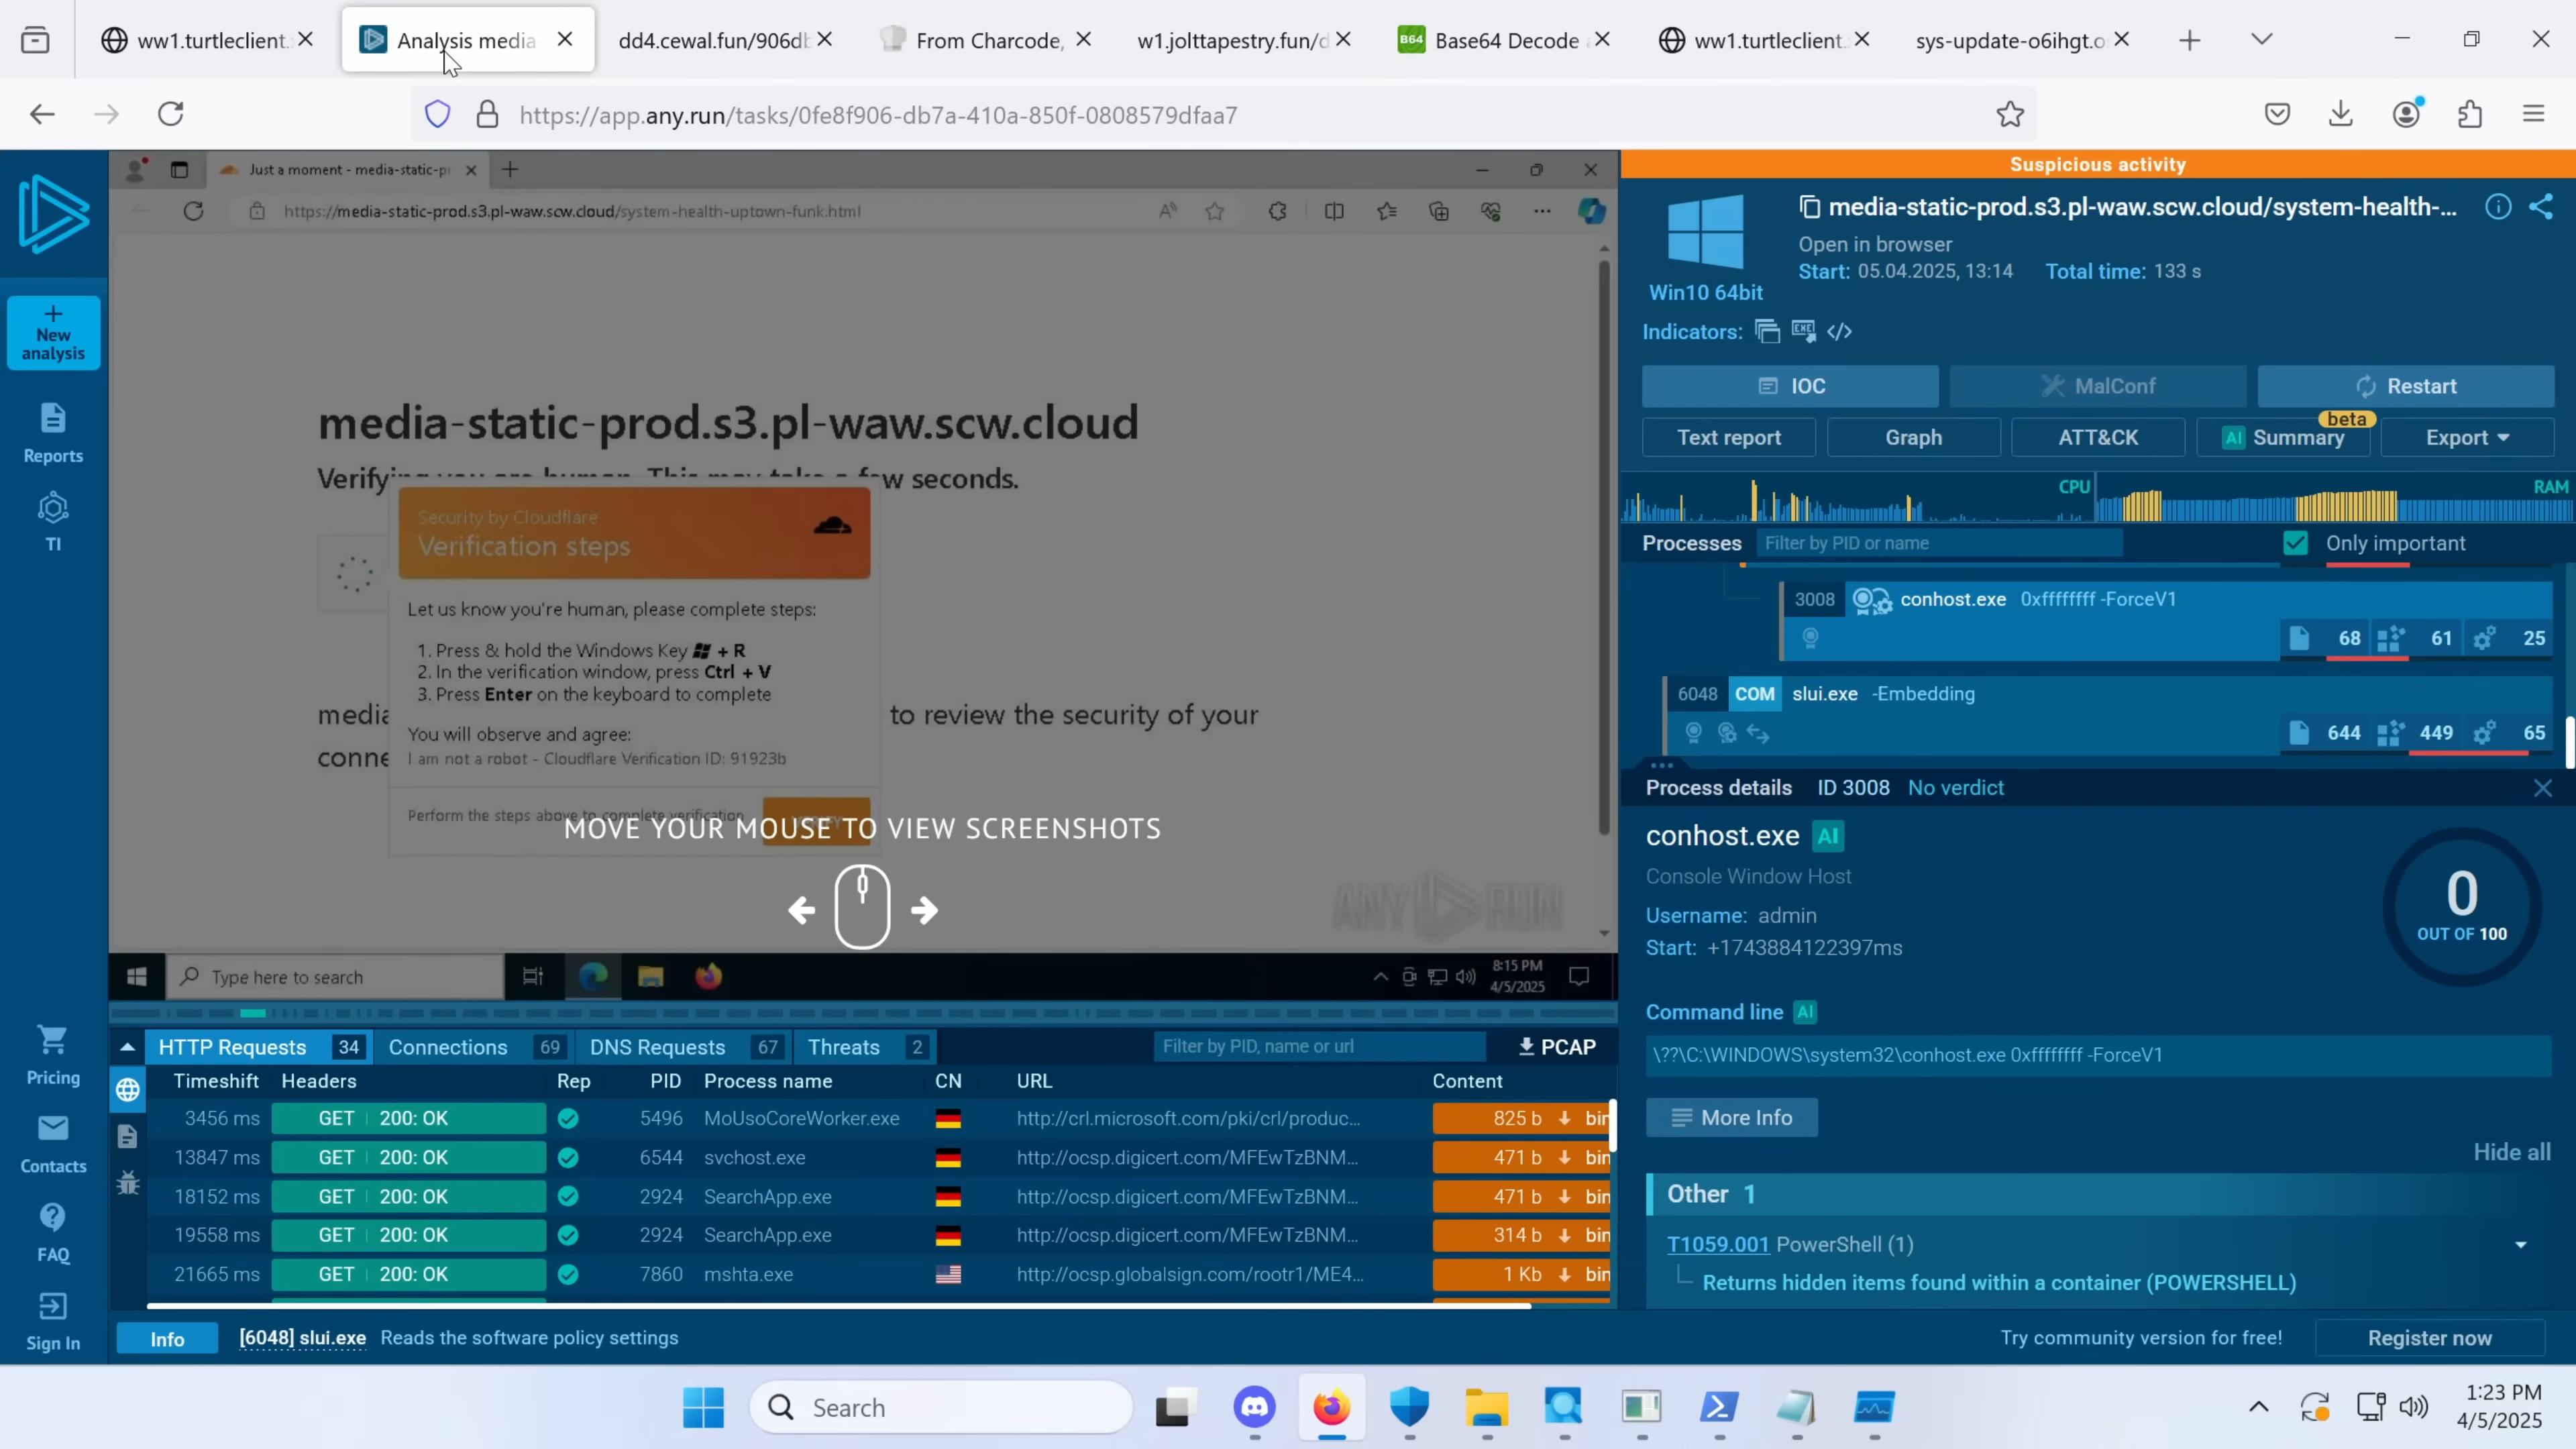 ww1.turtleclient.
Analysis media-
dd4.cewal.fun/906db
From Charcode,
w1.jolttapestry.fun/d
B64
Base64 Decode
ww1.turtleclient.
sys-update-o6ihgt.o
https://app.any.run/tasks/0fe8f906-db7a-410a-850f-0808579dfaa7
Just a moment - media-static-pr
https://media-static-prod.s3.pl-waw.scw.cloud/system-health-uptown-funk.html
media-static-prod.s3.pl-waw.scw.cloud
Verifying you are human. This may take a few seconds.
Security by Cloudflare
Verification steps
Let us know you're human, please complete steps:
1. Press & hold the Windows Key + R
2. In the verification window, press Ctrl + V
3. Press Enter on the keyboard to complete
You will observe and agree:
I am not a robot - Cloudflare Verification ID: 91923b
Perform the steps above to complete verification
media
to review the security of your
conne
MOVE YOUR MOUSE TO VIEW SCREENSHOTS
ANY RUN
Type here to search
8:15 PM
4/5/2025
New analysis
Reports
TI
Pricing
Contacts
FAQ
Sign In
HTTP Requests 34
Connections 69
DNS Requests 67
Threats 2
Filter by PID, name or url
PCAP
Timeshift Headers Rep PID Process name CN URL Content
3456 ms GET 200: OK 5496 MoUsoCoreWorker.exe http://crl.microsoft.com/pki/crl/produc... 825 b bin
13847 ms GET 200: OK 6544 svchost.exe http://ocsp.digicert.com/MFEwTzBNM... 471 b bin
18152 ms GET 200: OK 2924 SearchApp.exe http://ocsp.digicert.com/MFEwTzBNM... 471 b bin
19558 ms GET 200: OK 2924 SearchApp.exe http://ocsp.digicert.com/MFEwTzBNM... 314 b bin
21665 ms GET 200: OK 7860 mshta.exe http://ocsp.globalsign.com/rootr1/ME4... 1 Kb bin
Info [6048] slui.exe Reads the software policy settings
Try community version for free! Register now
Suspicious activity
Win10 64bit
media-static-prod.s3.pl-waw.scw.cloud/system-health-...
Open in browser
Start: 05.04.2025, 13:14 Total time: 133 s
Indicators: EXE
IOC
MalConf
Restart
Text report
Graph
ATT&CK
AI Summary
beta
Export
CPU
RAM
Processes Filter by PID or name Only important
3008 conhost.exe 0xffffffff -ForceV1
68 61 25
6048 COM slui.exe -Embedding
644 449 65
Process details ID 3008 No verdict
conhost.exe AI
Console Window Host
Username: admin
Start: +1743884122397ms
0
OUT OF 100
Command line AI
\??\C:\WINDOWS\system32\conhost.exe 0xffffffff -ForceV1
More Info
Hide all
Other 1
T1059.001 PowerShell (1)
Returns hidden items found within a container (POWERSHELL)
Search
1:23 PM
4/5/2025